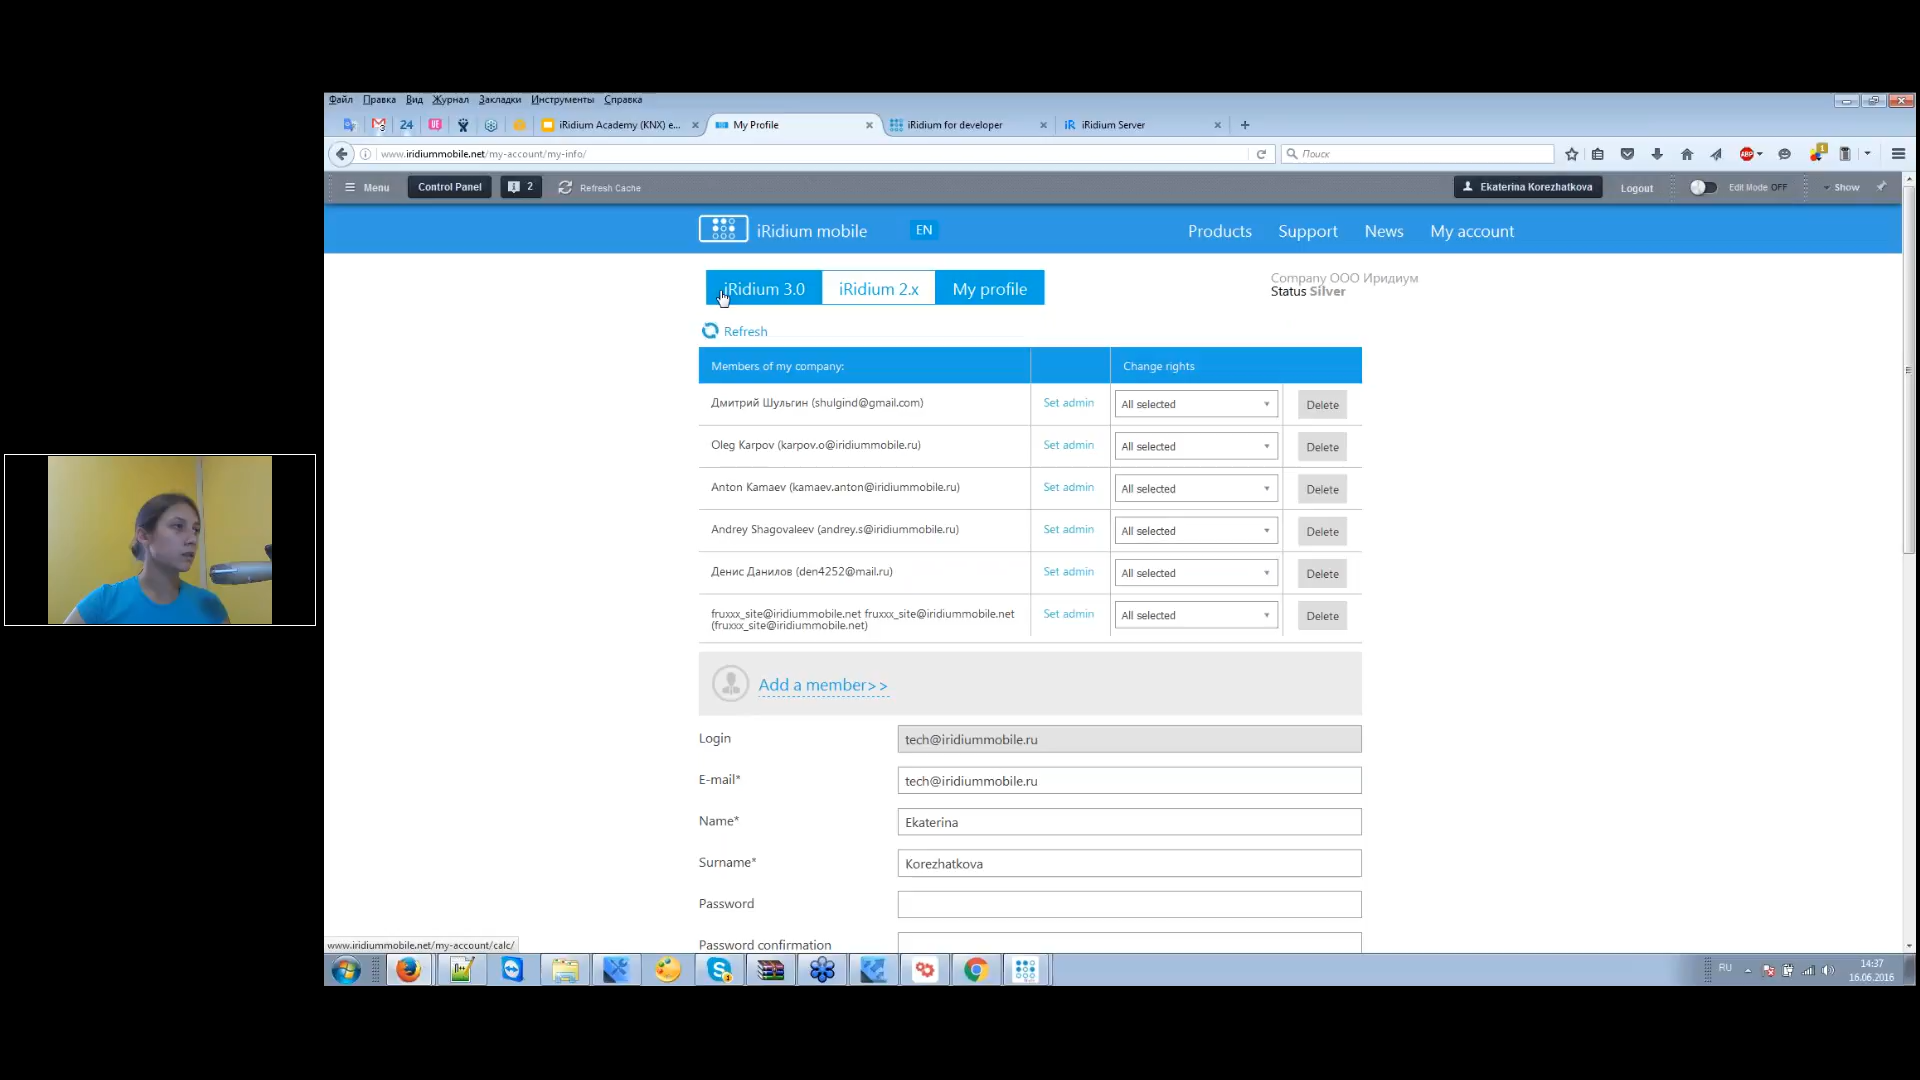 Файл Правка Вид Журнал Закладки Инструменты Справка
iRidium Academy (KNX) e... My Profile iRidium for developer iRidium Server
www.iridiummobile.net/my-account/my-info/ Поиск
Menu Control Panel 2 Refresh Cache Ekaterina Korezhatkova Logout Edit Mode OFF Show
iRidium mobile EN Products Support News My account
iRidium 3.0 iRidium 2.x My profile
Company ООО Иридиум
Status Silver
Refresh
Members of my company: Change rights
Дмитрий Шульгин (shulgind@gmail.com) Set admin All selected Delete
Oleg Karpov (karpov.o@iridiummobile.ru) Set admin All selected Delete
Anton Kamaev (kamaev.anton@iridiummobile.ru) Set admin All selected Delete
Andrey Shagovaleev (andrey.s@iridiummobile.ru) Set admin All selected Delete
Денис Данилов (den4252@mail.ru) Set admin All selected Delete
fruxxx_site@iridiummobile.net fruxxx_site@iridiummobile.net Set admin All selected Delete
(fruxxx_site@iridiummobile.net)
Add a member>>
Login tech@iridiummobile.ru
E-mail* tech@iridiummobile.ru
Name* Ekaterina
Surname* Korezhatkova
Password
Password confirmation
www.iridiummobile.net/my-account/calc/
RU 14:37
16.06.2016